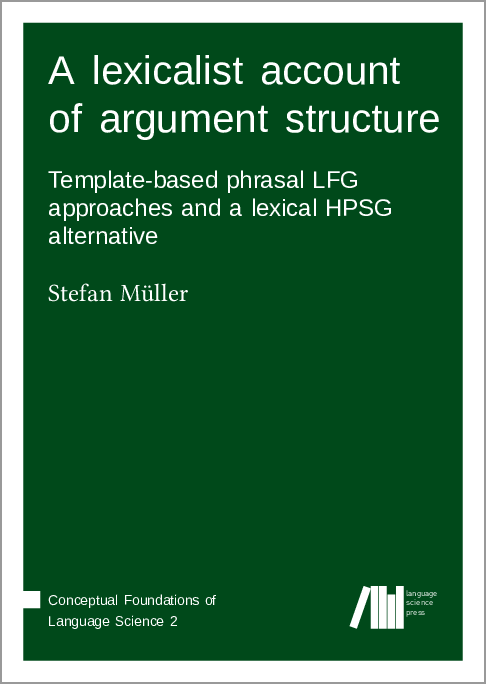 A lexicalist account
of argument structure
Template-based phrasal LFG
approaches and a lexical HPSG
alternative
Stefan Müller
Conceptual Foundations of
Language Science 2
language
science
press